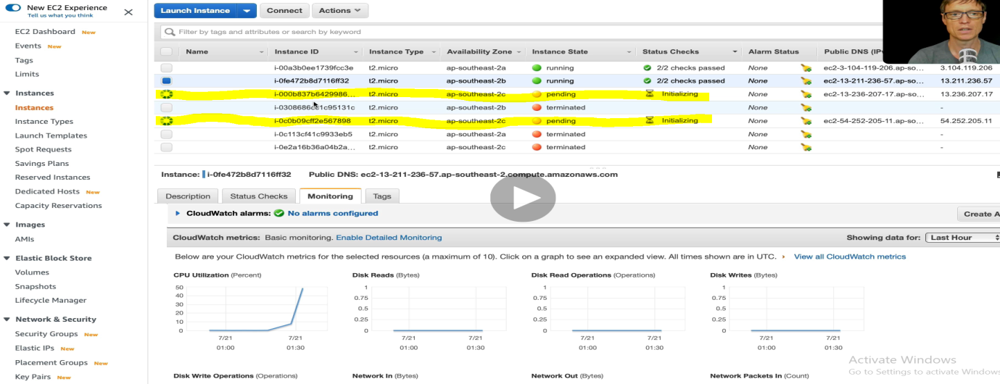 New EC2 Experience
Tell us what you think
EC2 Dashboard New
Events New
Tags
Limits
Instances
Instances
Instance Types
Launch Templates
Spot Requests
Savings Plans
Reserved Instances
Dedicated Hosts New
Capacity Reservations
Images
AMIs
Elastic Block Store
Volumes
Snapshots
Lifecycle Manager
Network & Security
Security Groups New
Elastic IPs New
Placement Groups New
Key Pairs New
Launch Instance Connect Actions
Filter by tags and attributes or search by keyword
Name Instance ID Instance Type Availability Zone Instance State Status Checks Alarm Status Public DNS (IPv
i-00a3b0ee1739fcc3e t2.micro ap-southeast-2a running 2/2 checks passed None ec2-3-104-119-206.ap-so... 3.104.119.206
i-0fe472b8d7116ff32 t2.micro ap-southeast-2b running 2/2 checks passed None ec2-13-211-236-57.ap-so... 13.211.236.57
i-000b837b6429986... t2.micro ap-southeast-2c pending Initializing None ec2-13-236-207-17.ap-so... 13.236.207.17
i-0308686cc1c95131c t2.micro ap-southeast-2b terminated None -
i-0c0b09cff2e567898 t2.micro ap-southeast-2c pending Initializing None ec2-54-252-205-11.ap-so... 54.252.205.11
i-0c113cf41c9933eb5 t2.micro ap-southeast-2a terminated None -
i-0e2a16b36a04b2a... t2.micro ap-southeast-2c terminated None -
Instance: i-0fe472b8d7116ff32 Public DNS: ec2-13-211-236-57.ap-southeast-2.compute.amazonaws.com
Description Status Checks Monitoring Tags
CloudWatch alarms: No alarms configured
Create A
CloudWatch metrics: Basic monitoring. Enable Detailed Monitoring
Showing data for: Last Hour
Below are your CloudWatch metrics for the selected resources (a maximum of 10). Click on a graph to see an expanded view. All times shown are in UTC. View all CloudWatch metrics
CPU Utilization (Percent)
50
40
30
20
10
0
7/21 01:00
7/21 01:30
Disk Reads (Bytes)
1
0.75
0.5
0.25
0
7/21 01:00
7/21 01:30
Disk Read Operations (Operations)
1
0.75
0.5
0.25
0
7/21 01:00
7/21 01:30
Disk Writes (Bytes)
1
0.75
0.5
0.25
0
7/21 01:00
7/21 01:30
Disk Write Operations (Operations) Network In (Bytes) Network Out (Bytes) Network Packets In (Count)
Activate Windows
Go to Settings to activate Windows